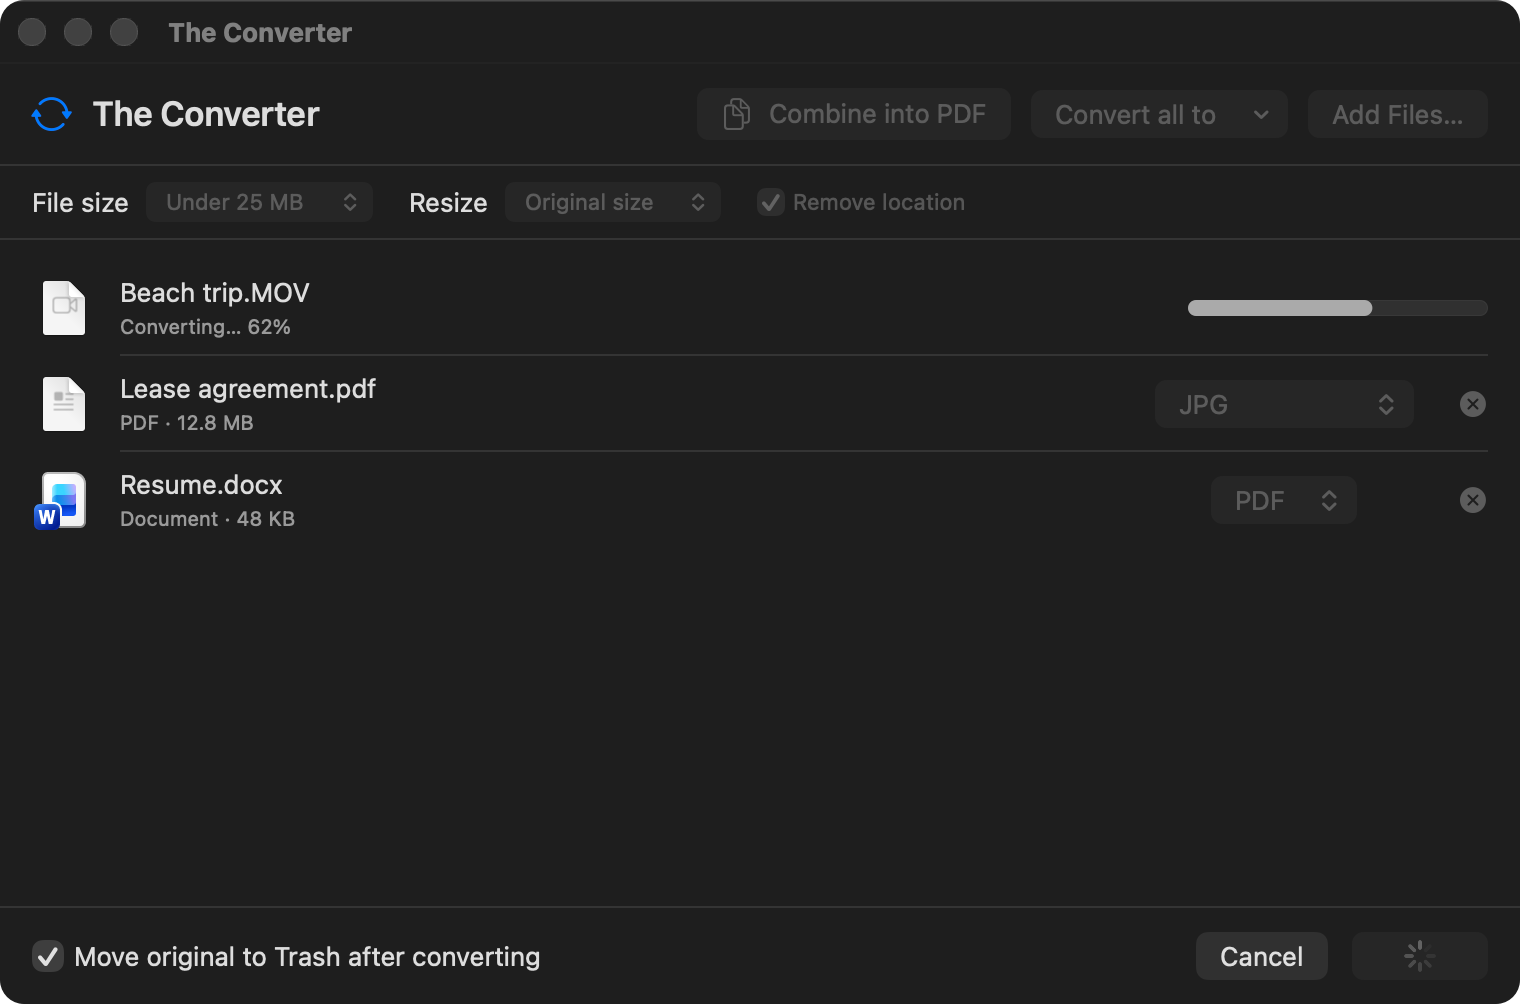 The Converter
The Converter
Combine into PDF
Convert all to
Add Files...
File size
Under 25 MB
Resize
Original size
Remove location
Beach trip.MOV
Converting... 62%
Lease agreement.pdf
PDF · 12.8 MB
JPG
W
Resume.docx
Document · 48 KB
PDF
Move original to Trash after converting
Cancel